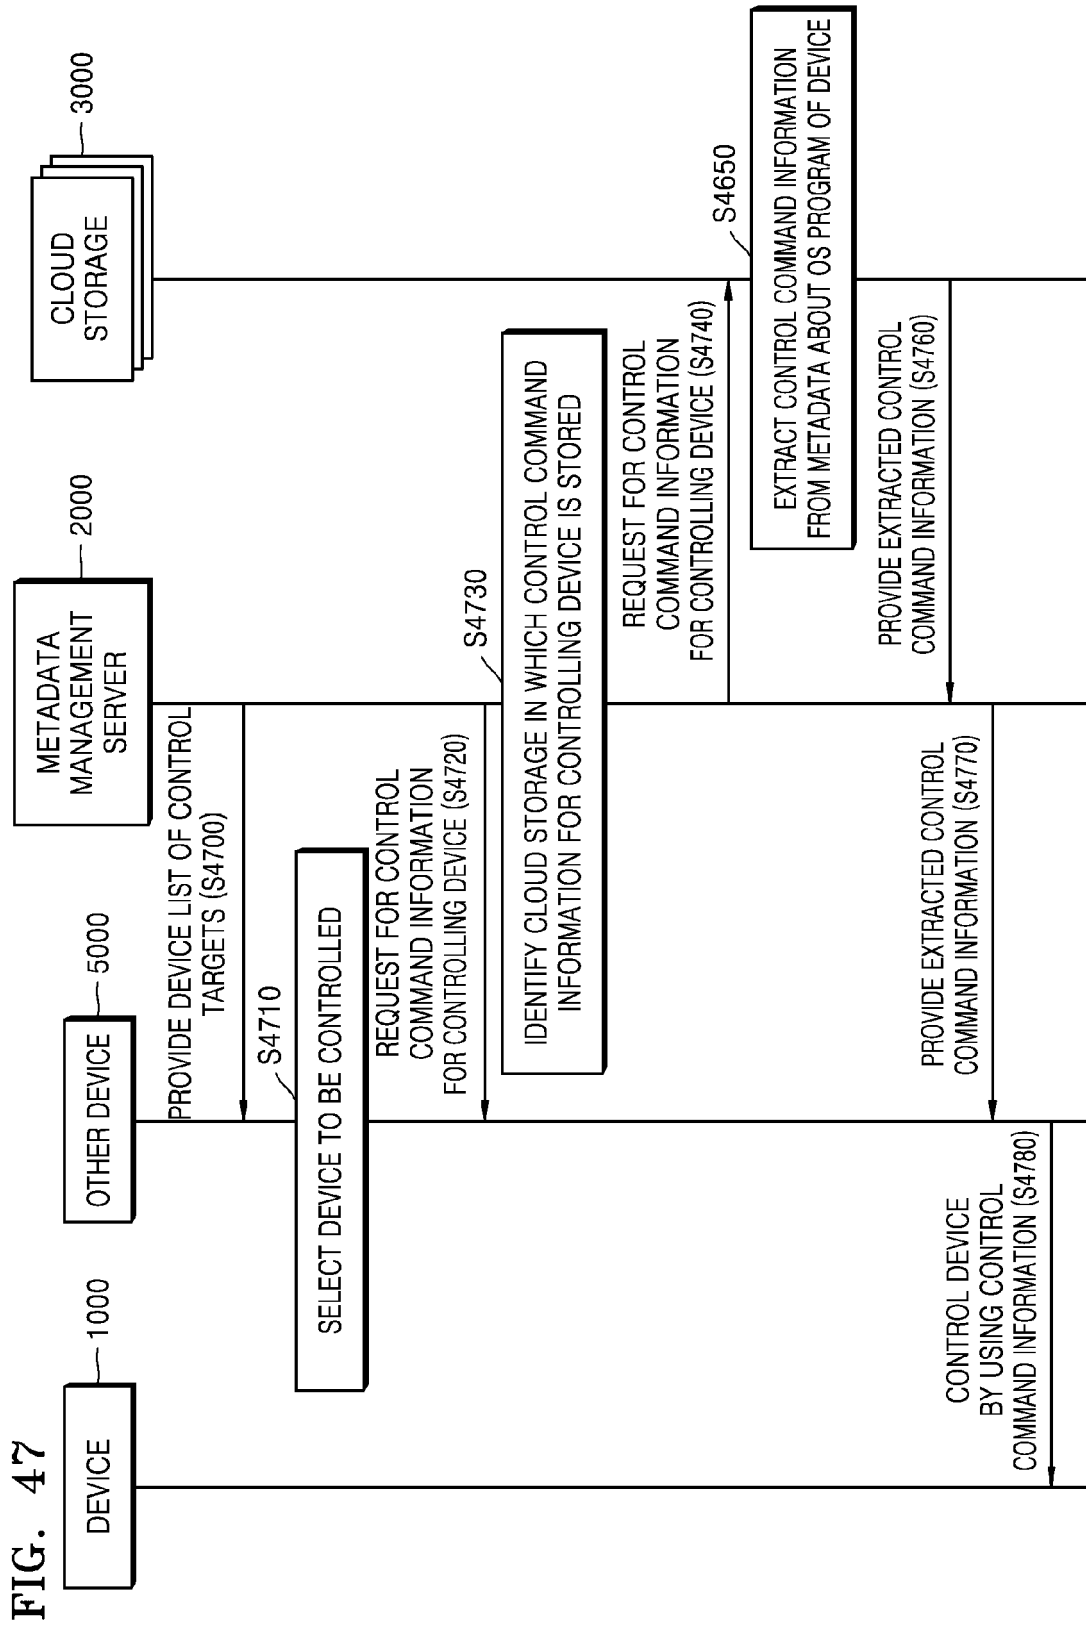 FIG. 47
DEVICE
1000
OTHER DEVICE
5000
METADATA
MANAGEMENT
SERVER
2000
CLOUD
STORAGE
3000
PROVIDE DEVICE LIST OF CONTROL
TARGETS (S4700)
S4710
SELECT DEVICE TO BE CONTROLLED
REQUEST FOR CONTROL
COMMAND INFORMATION
FOR CONTROLLING DEVICE (S4720)
S4730
IDENTIFY CLOUD STORAGE IN WHICH CONTROL COMMAND
INFORMATION FOR CONTROLLING DEVICE IS STORED
REQUEST FOR CONTROL
COMMAND INFORMATION
FOR CONTROLLING DEVICE (S4740)
S4650
EXTRACT CONTROL COMMAND INFORMATION
FROM METADATA ABOUT OS PROGRAM OF DEVICE
PROVIDE EXTRACTED CONTROL
COMMAND INFORMATION (S4760)
PROVIDE EXTRACTED CONTROL
COMMAND INFORMATION (S4770)
CONTROL DEVICE
BY USING CONTROL
COMMAND INFORMATION (S4780)